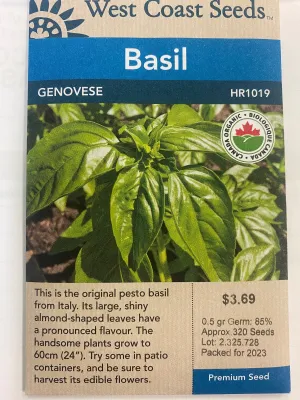 West Coast Seeds™
Basil
GENOVESE HR1019
CANADA ORGANIC • BIOLOGIQUE CANADA
This is the original pesto basil
from Italy. Its large, shiny
almond-shaped leaves have
a pronounced flavour. The
handsome plants grow to
60cm (24"). Try some in patio
containers, and be sure to
harvest its edible flowers.
$3.69
0.5 gr Germ: 85%
Approx 320 Seeds
Lot: 2.325.728
Packed for 2023
Premium Seed